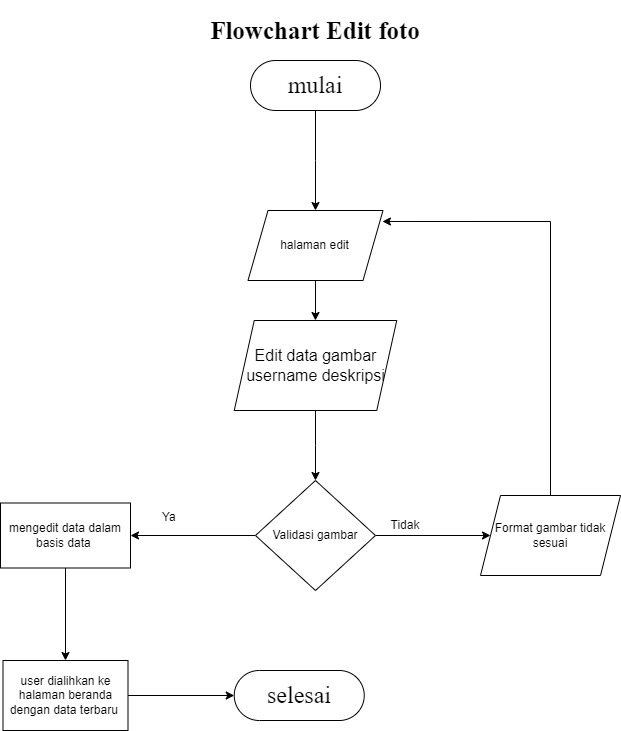 Flowchart Edit foto
mulai
halaman edit
Edit data gambar
username deskripsi
Ya
Tidak
mengedit data dalam
basis data
Validasi gambar
Format gambar tidak
sesuai
user dialihkan ke
halaman beranda
dengan data terbaru
selesai